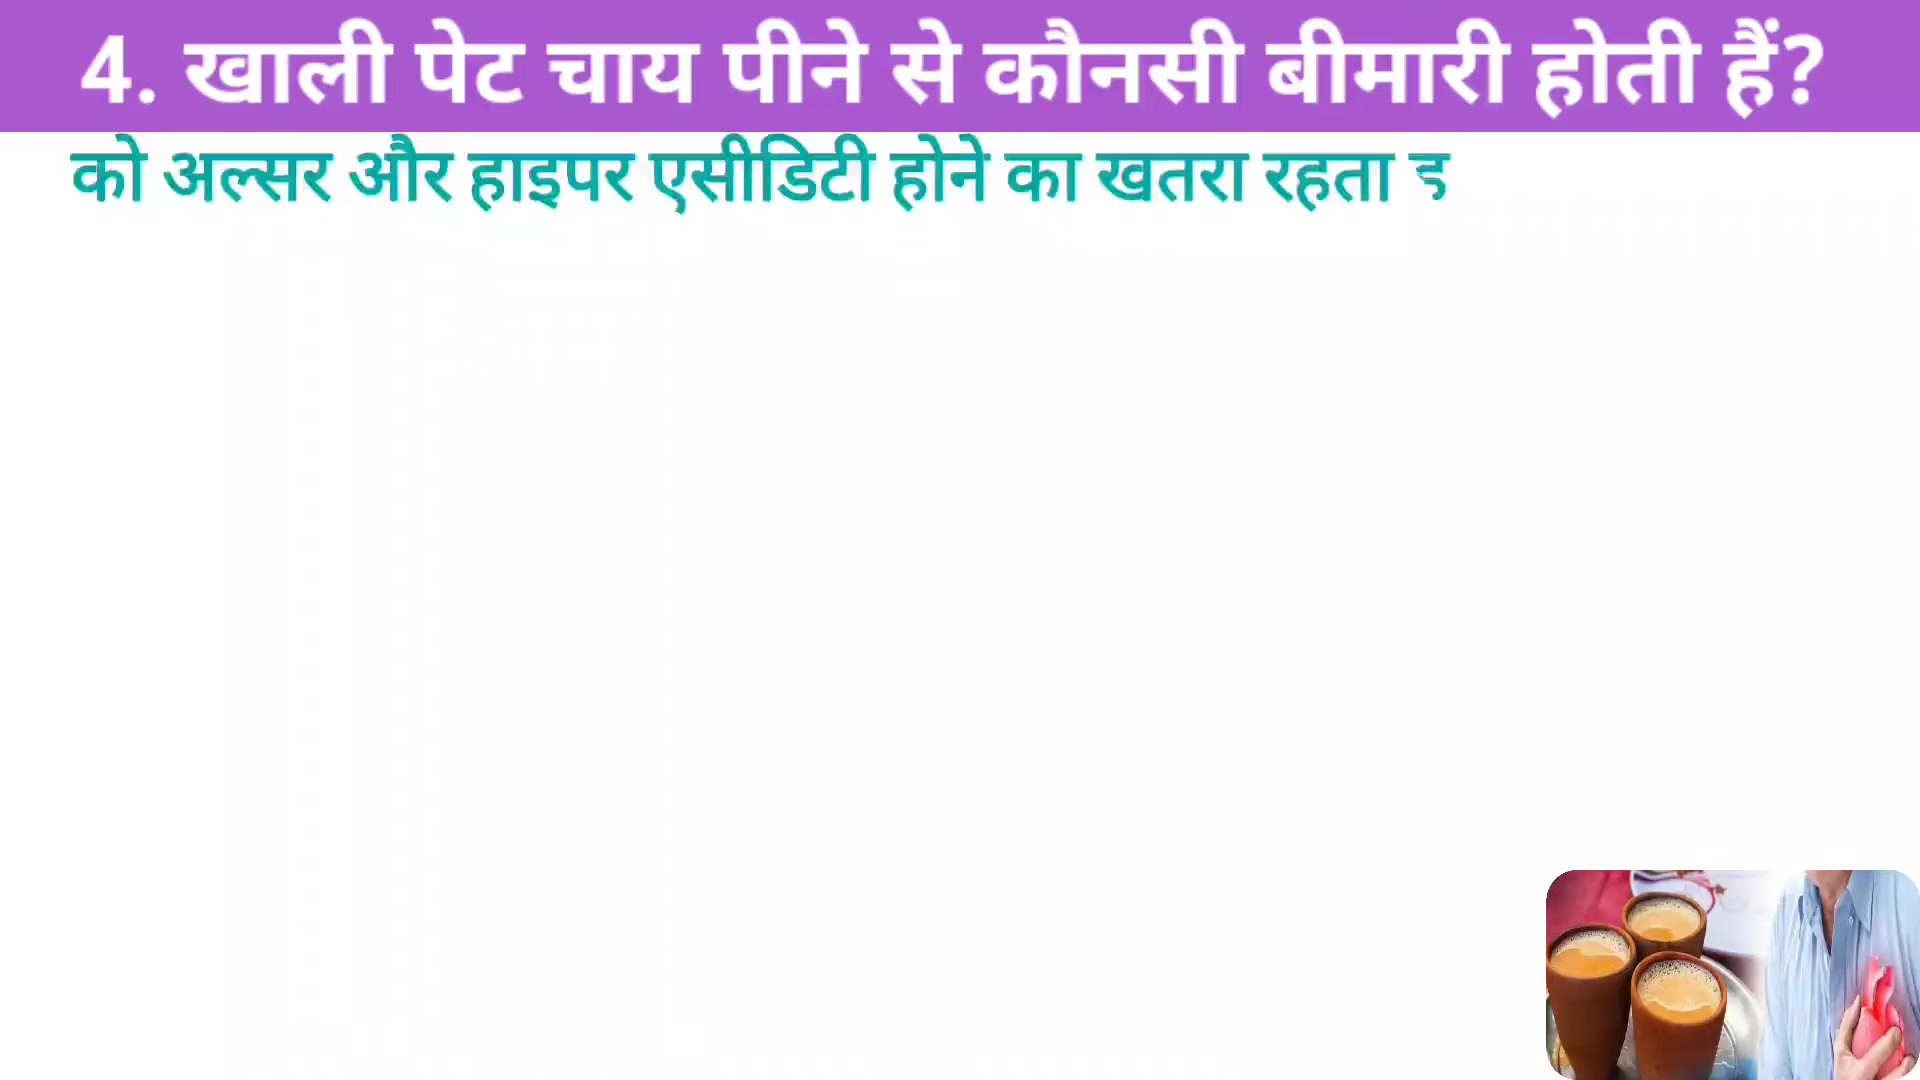 4. खाली पेट चाय पीने से कौनसी बीमारी होती हैं?
को अल्सर और हाइपर एसीडिटी होने का खतरा रहता